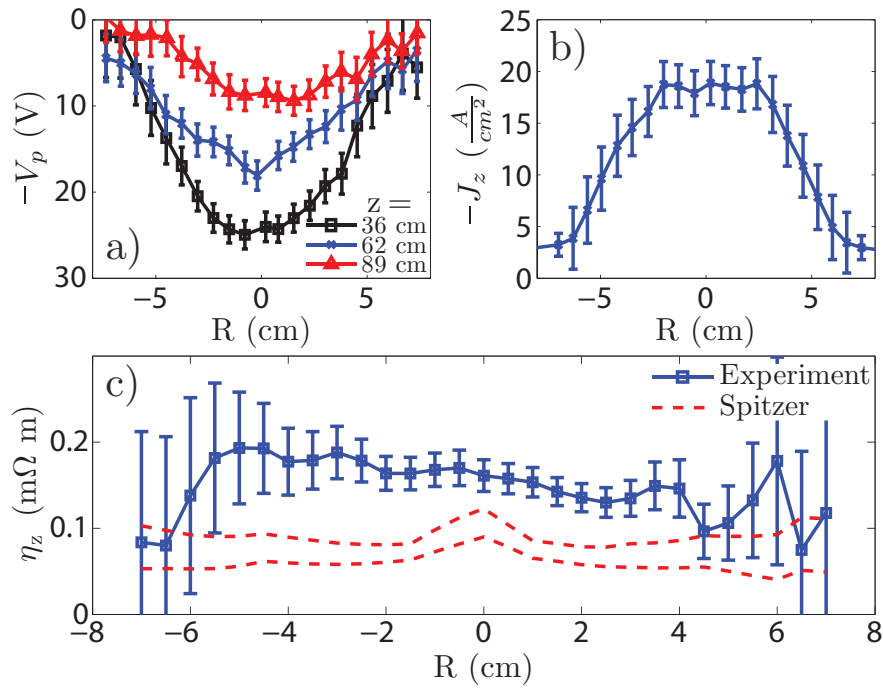 0
10
20
30
−V_p (V)
a)
z =
36 cm
62 cm
89 cm
−5
0
5
R (cm)
25
20
15
10
5
0
−J_z (A/cm²)
b)
−5
0
5
R (cm)
c)
Experiment
Spitzer
0.2
0.1
0
η_z (mΩ m)
−8
−6
−4
−2
0
2
4
6
8
R (cm)